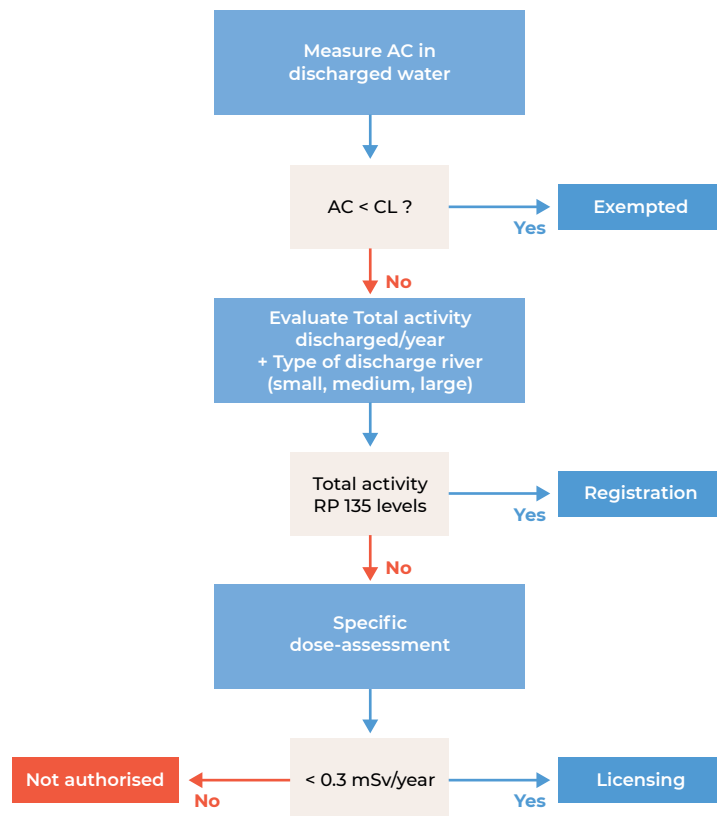 Measure AC in
discharged water
AC < CL ?
Yes
Exempted
No
Evaluate Total activity
discharged/year
+ Type of discharge river
(small, medium, large)
Total activity
RP 135 levels
Yes
Registration
No
Specific
dose-assessment
Not authorised
No
< 0.3 mSv/year
Yes
Licensing